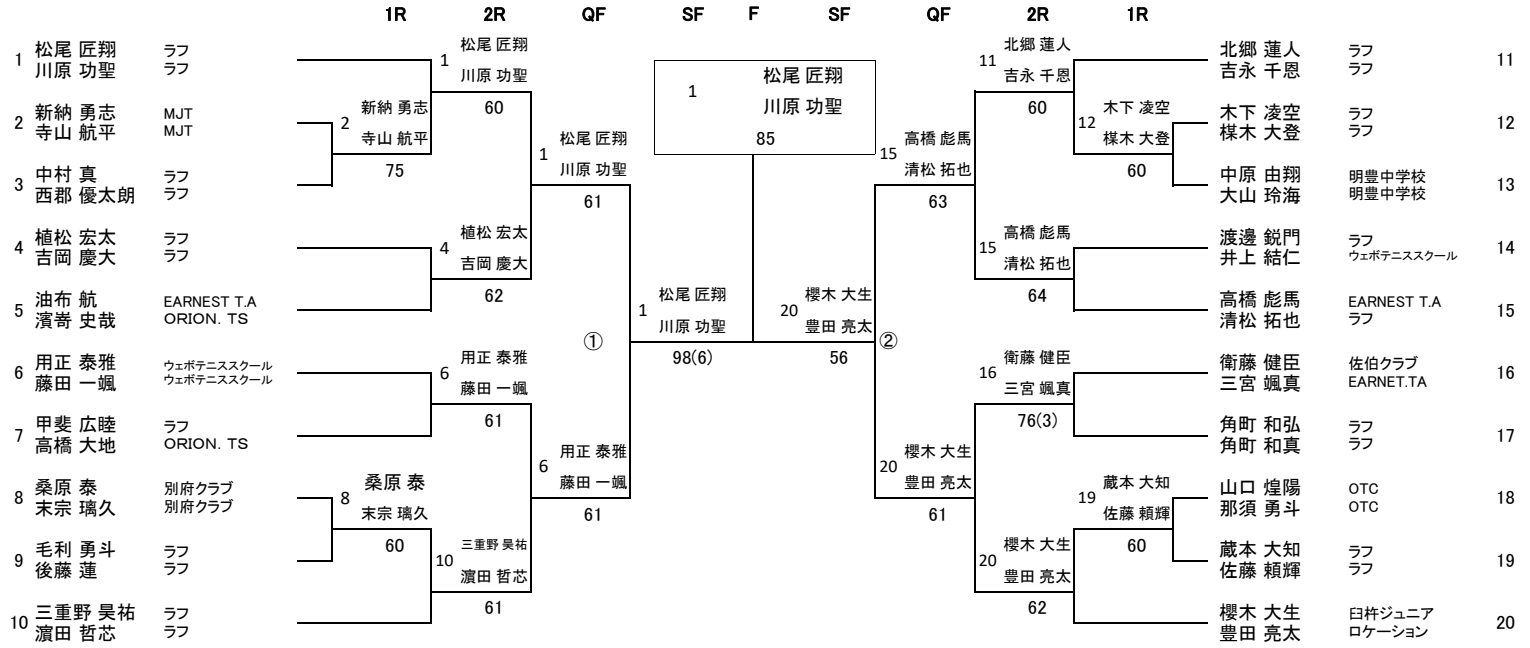 1R 2R QF SF F SF QF 2R 1R
1 松尾 匠翔 ラフ
川原 功聖 ラフ
2 新納 勇志 MJT
寺山 航平 MJT
3 中村 真 ラフ
西郡 優太朗 ラフ
4 植松 宏太 ラフ
吉岡 慶大 ラフ
5 油布 航 EARNEST T.A
濱嵜 史哉 ORION. TS
6 用正 泰雅 ウェボテニススクール
藤田 一颯 ウェボテニススクール
7 甲斐 広睦 ラフ
高橋 大地 ORION. TS
8 桑原 泰 別府クラブ
末宗 璃久 別府クラブ
9 毛利 勇斗 ラフ
後藤 蓮 ラフ
10 三重野 昊祐 ラフ
濵田 哲芯 ラフ
2 新納 勇志
寺山 航平
75
8 桑原 泰
末宗 璃久
60
1 松尾 匠翔
川原 功聖
60
4 植松 宏太
吉岡 慶大
62
6 用正 泰雅
藤田 一颯
61
10 三重野 昊祐
濵田 哲芯
61
1 松尾 匠翔
川原 功聖
61
①
6 用正 泰雅
藤田 一颯
61
1 松尾 匠翔
川原 功聖
98(6)
1 松尾 匠翔
川原 功聖
85
20 櫻木 大生
豊田 亮太
56
15 高橋 彪馬
清松 拓也
63
②
20 櫻木 大生
豊田 亮太
61
11 北郷 蓮人
吉永 千恩
60
15 高橋 彪馬
清松 拓也
64
16 衛藤 健臣
三宮 颯真
76(3)
20 櫻木 大生
豊田 亮太
62
12 木下 凌空
楳木 大登
60
19 蔵本 大知
佐藤 頼輝
60
北郷 蓮人 ラフ 11
吉永 千恩 ラフ
木下 凌空 ラフ 12
楳木 大登 ラフ
中原 由翔 明豊中学校 13
大山 玲海 明豊中学校
渡邊 鋭門 ラフ 14
井上 結仁 ウェボテニススクール
高橋 彪馬 EARNEST T.A 15
清松 拓也 ラフ
衛藤 健臣 佐伯クラブ 16
三宮 颯真 EARNET.TA
角町 和弘 ラフ 17
角町 和真 ラフ
山口 煌陽 OTC 18
那須 勇斗 OTC
蔵本 大知 ラフ 19
佐藤 頼輝 ラフ
櫻木 大生 臼杵ジュニア 20
豊田 亮太 ロケーション